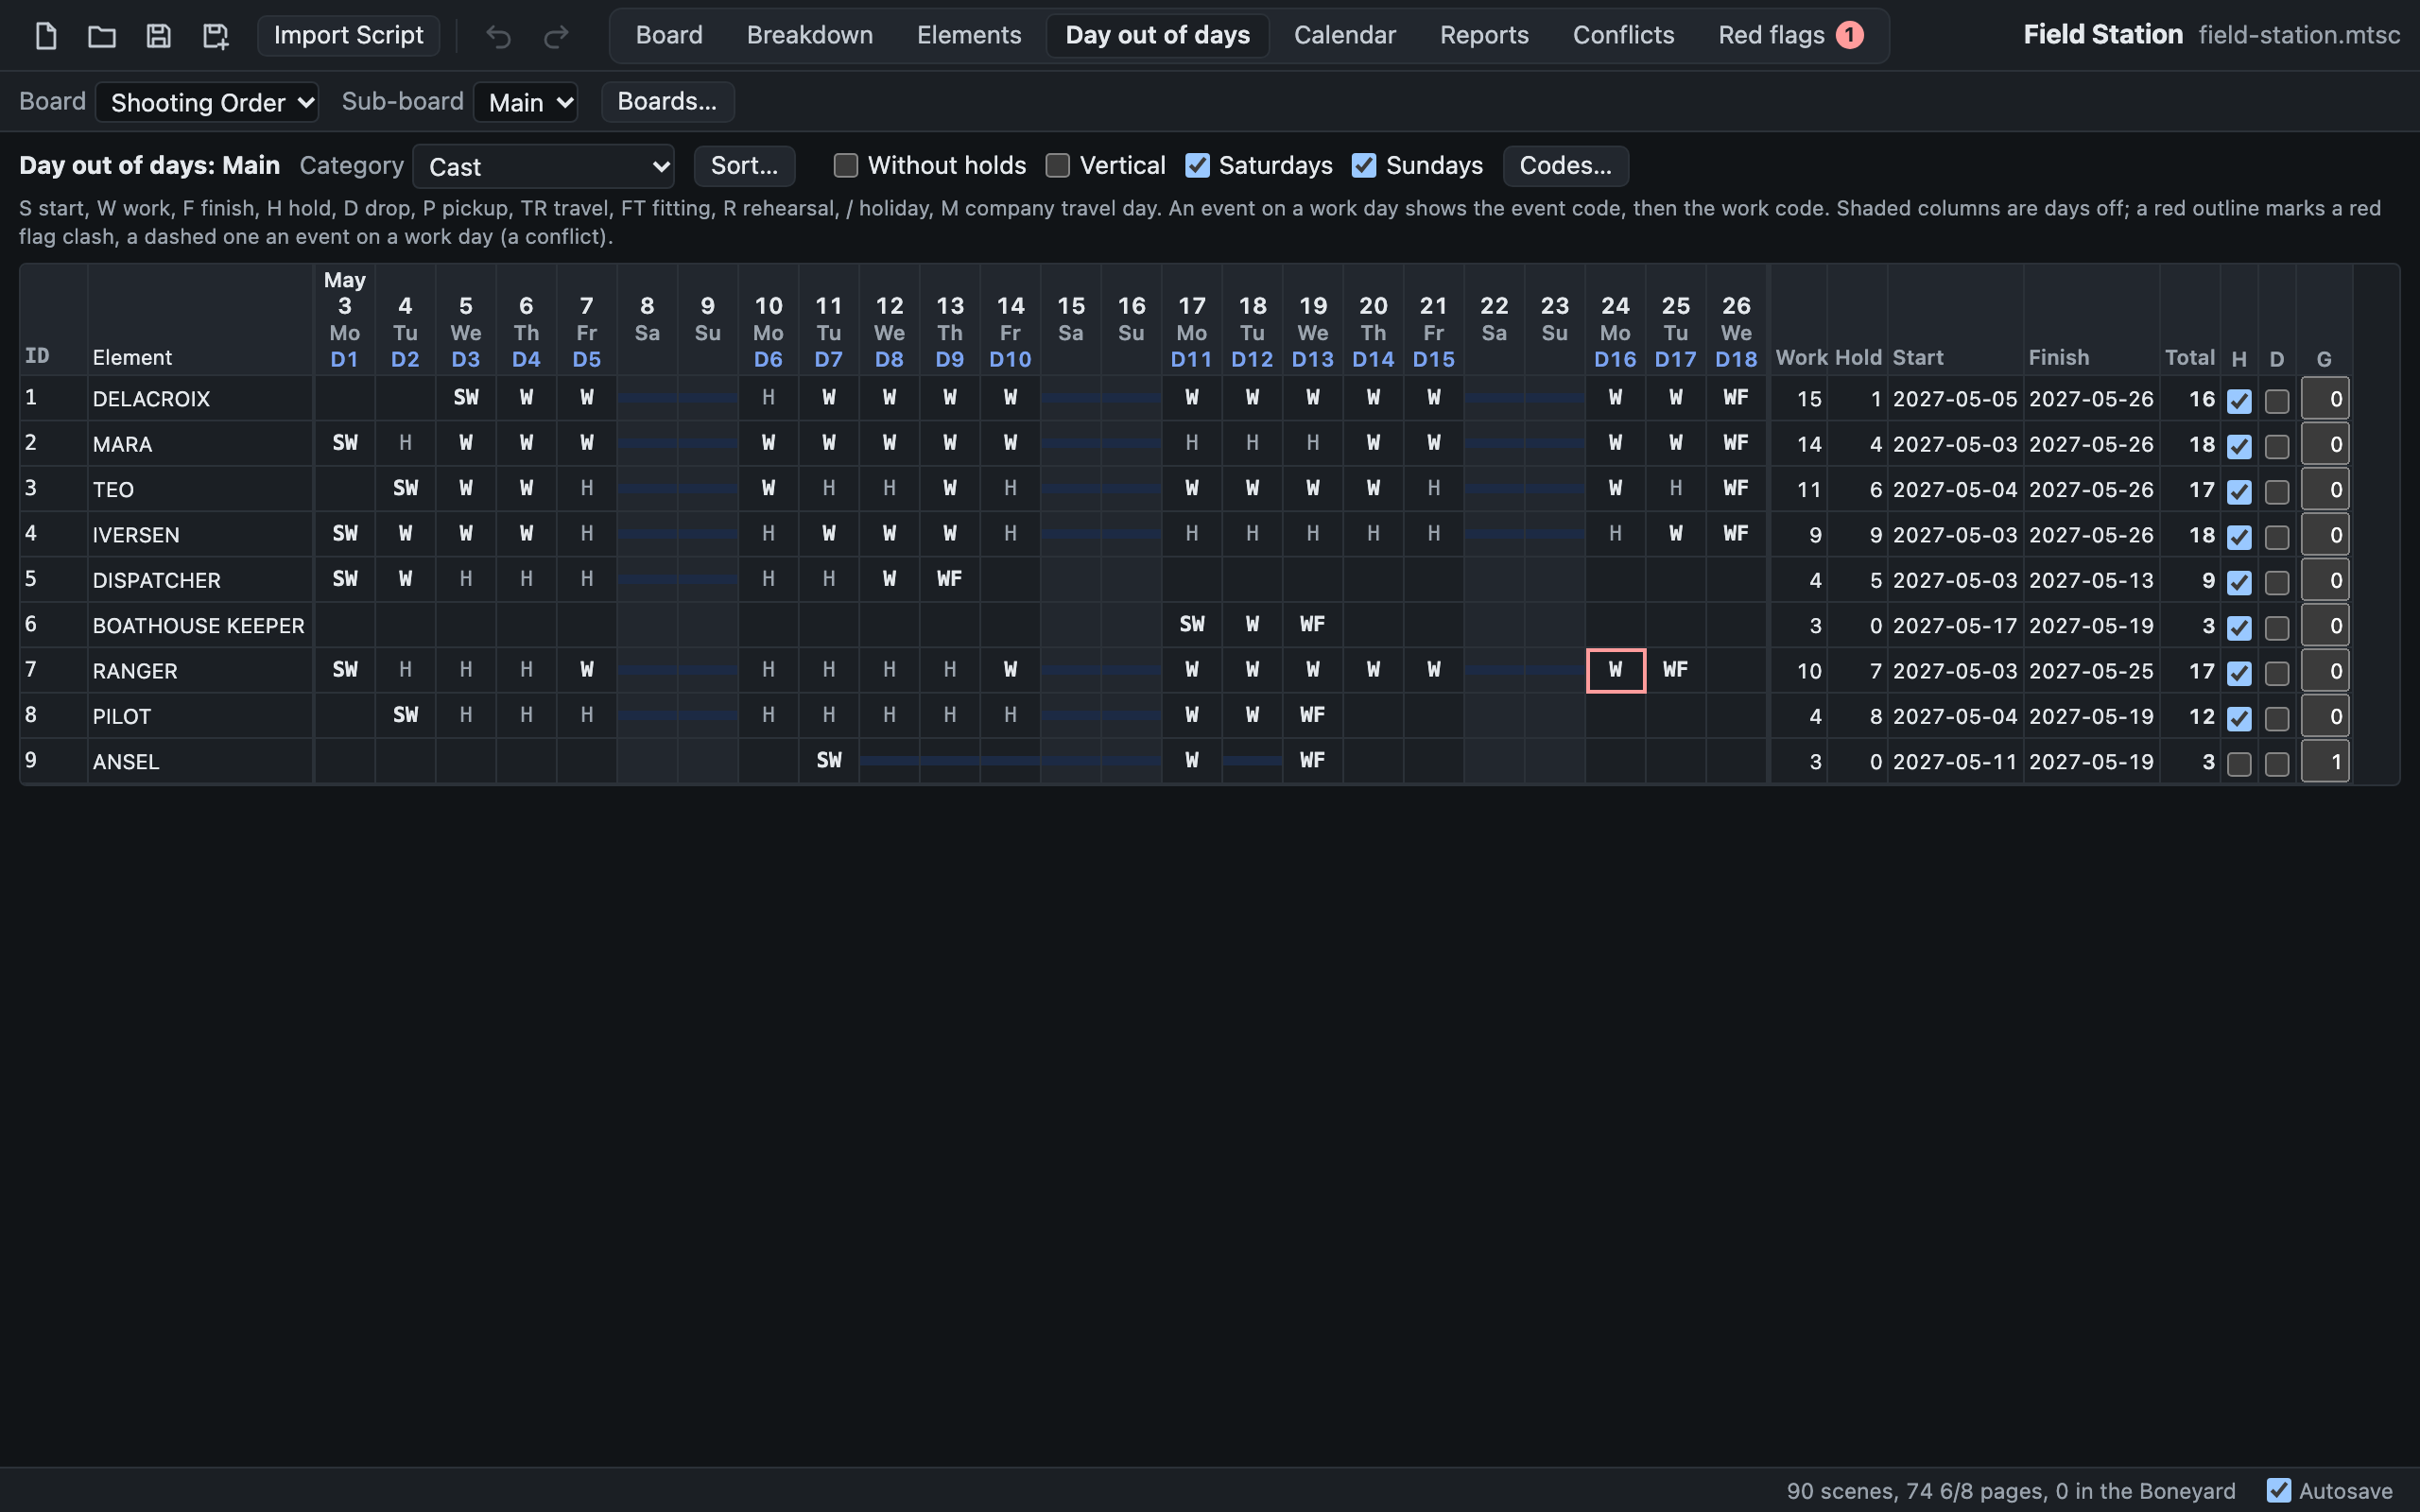 Import Script Board Breakdown Elements Day out of days Calendar Reports Conflicts Red flags 1 Field Station field-station.mtsc
Board Shooting Order Sub-board Main Boards...
Day out of days: Main Category Cast Sort... Without holds Vertical Saturdays Sundays Codes...
S start, W work, F finish, H hold, D drop, P pickup, TR travel, FT fitting, R rehearsal, / holiday, M company travel day. An event on a work day shows the event code, then the work code. Shaded columns are days off; a red outline marks a red
flag clash, a dashed one an event on a work day (a conflict).
May
3 4 5 6 7 8 9 10 11 12 13 14 15 16 17 18 19 20 21 22 23 24 25 26
Mo Tu We Th Fr Sa Su Mo Tu We Th Fr Sa Su Mo Tu We Th Fr Sa Su Mo Tu We
ID Element D1 D2 D3 D4 D5 D6 D7 D8 D9 D10 D11 D12 D13 D14 D15 D16 D17 D18 Work Hold Start Finish Total H D G
1 DELACROIX SW W W H W W W W W W W W W W W WF 15 1 2027-05-05 2027-05-26 16 0
2 MARA SW H W W W W W W W W H H H W W W W WF 14 4 2027-05-03 2027-05-26 18 0
3 TEO SW W W H W H H W H W W W W H W H WF 11 6 2027-05-04 2027-05-26 17 0
4 IVERSEN SW W W W H H W W W H H H H H H H W WF 9 9 2027-05-03 2027-05-26 18 0
5 DISPATCHER SW W H H H H H W WF 4 5 2027-05-03 2027-05-13 9 0
6 BOATHOUSE KEEPER SW W WF 3 0 2027-05-17 2027-05-19 3 0
7 RANGER SW H H H W H H H H W W W W W W W WF 10 7 2027-05-03 2027-05-25 17 0
8 PILOT SW H H H H H H H H W W WF 4 8 2027-05-04 2027-05-19 12 0
9 ANSEL SW W WF 3 0 2027-05-11 2027-05-19 3 1
90 scenes, 74 6/8 pages, 0 in the Boneyard Autosave